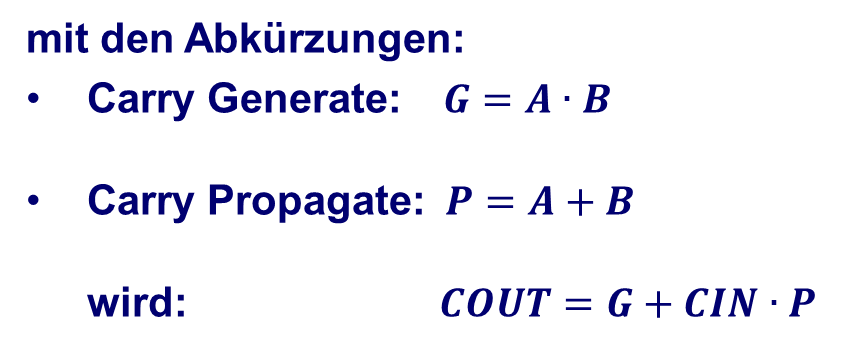 mit den Abkürzungen:
• Carry Generate: G = A · B
• Carry Propagate: P = A + B
wird: COUT = G + CIN · P